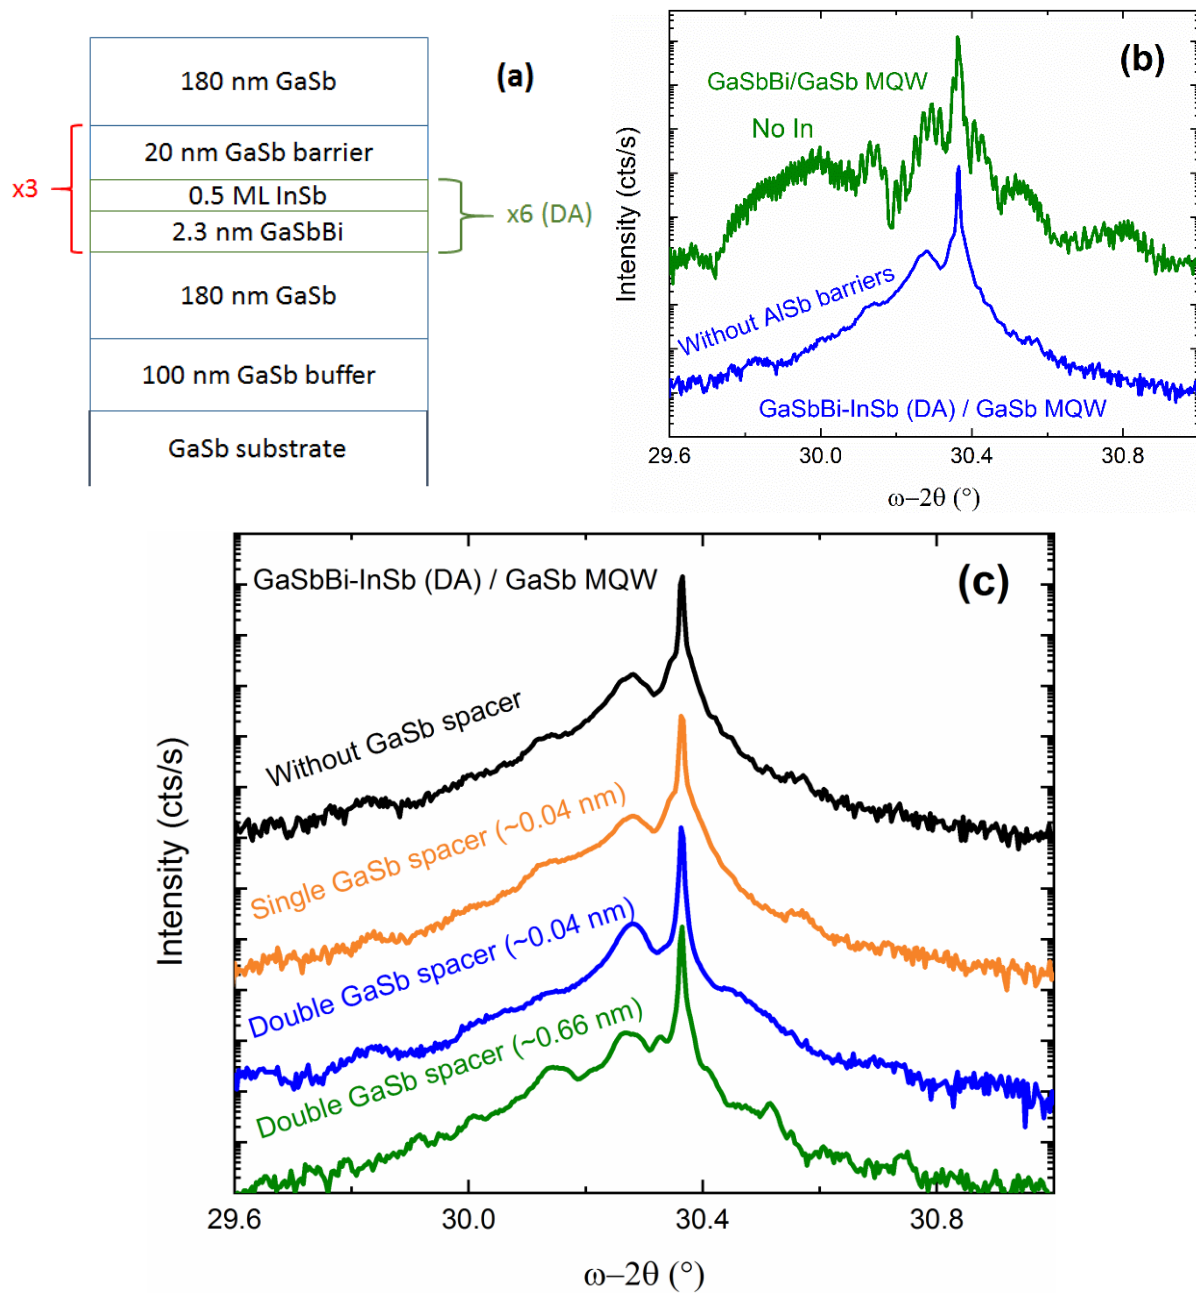 (a)
180 nm GaSb
20 nm GaSb barrier
x3
0.5 ML InSb
x6 (DA)
2.3 nm GaSbBi
180 nm GaSb
100 nm GaSb buffer
GaSb substrate
(b)
GaSbBi/GaSb MQW
No In
Without AlSb barriers
GaSbBi-InSb (DA) / GaSb MQW
Intensity (cts/s)
29.6 30.0 30.4 30.8
ω−2θ (°)
(c)
GaSbBi-InSb (DA) / GaSb MQW
Without GaSb spacer
Single GaSb spacer (~0.04 nm)
Double GaSb spacer (~0.04 nm)
Double GaSb spacer (~0.66 nm)
Intensity (cts/s)
29.6 30.0 30.4 30.8
ω−2θ (°)